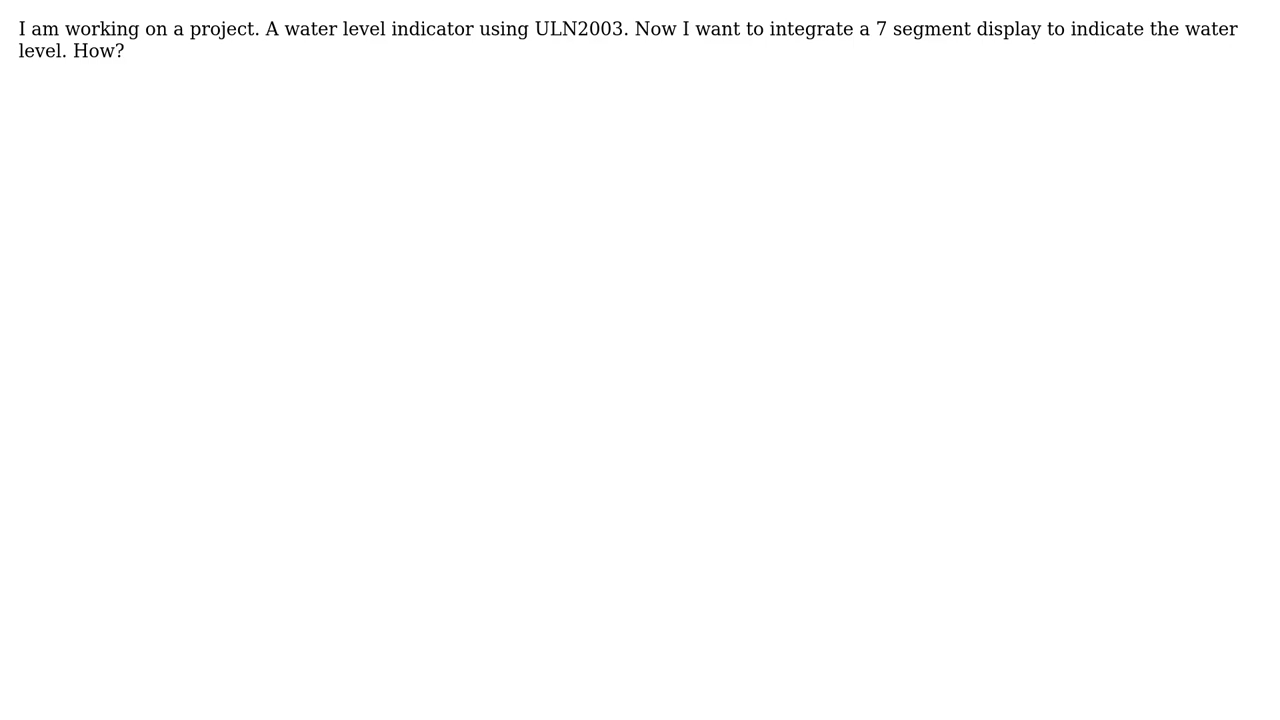 I am working on a project. A water level indicator using ULN2003. Now I want to integrate a 7 segment display to indicate the water
level. How?